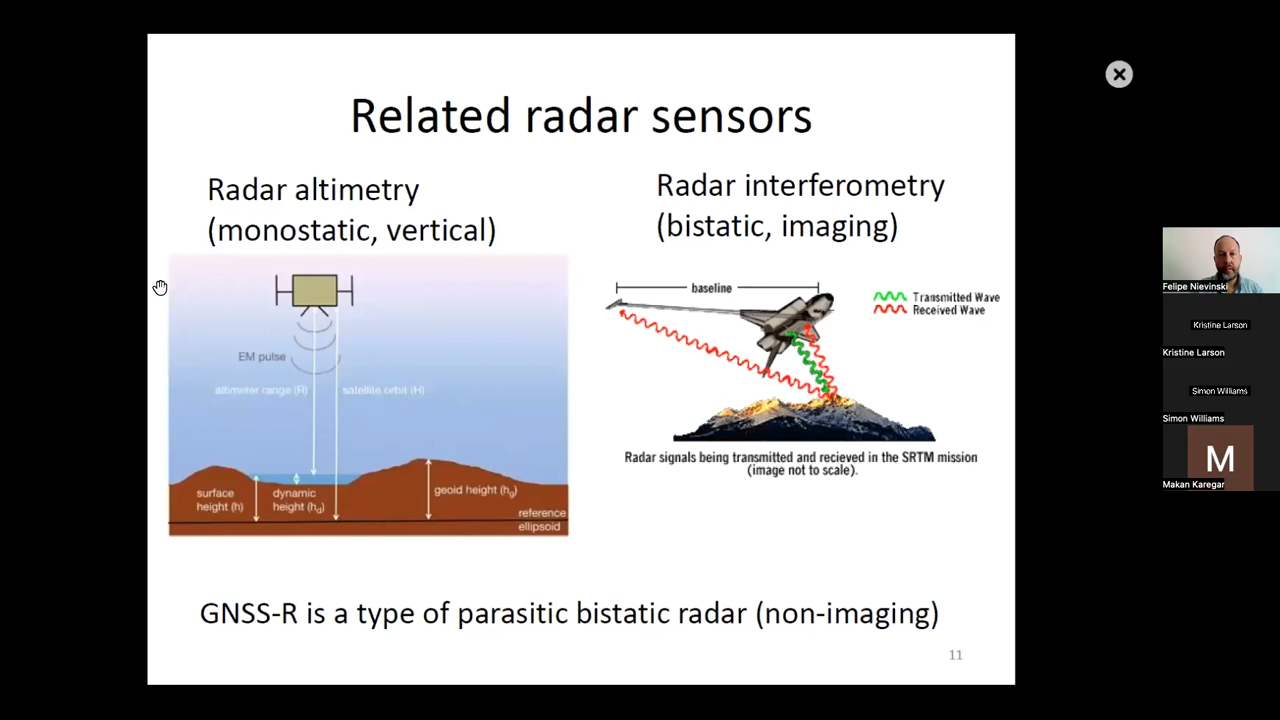 Related radar sensors
Radar altimetry
(monostatic, vertical)
EM pulse
altimeter range (R)
satellite orbit (H)
surface
height (h)
dynamic
height (hd)
geoid height (hg)
reference
ellipsoid
Radar interferometry
(bistatic, imaging)
baseline
Transmitted Wave
Received Wave
Radar signals being transmitted and recieved in the SRTM mission
(image not to scale).
GNSS-R is a type of parasitic bistatic radar (non-imaging)
11
Felipe Nievinski
Kristine Larson
Kristine Larson
Simon Williams
Simon Williams
M
Makan Karegar